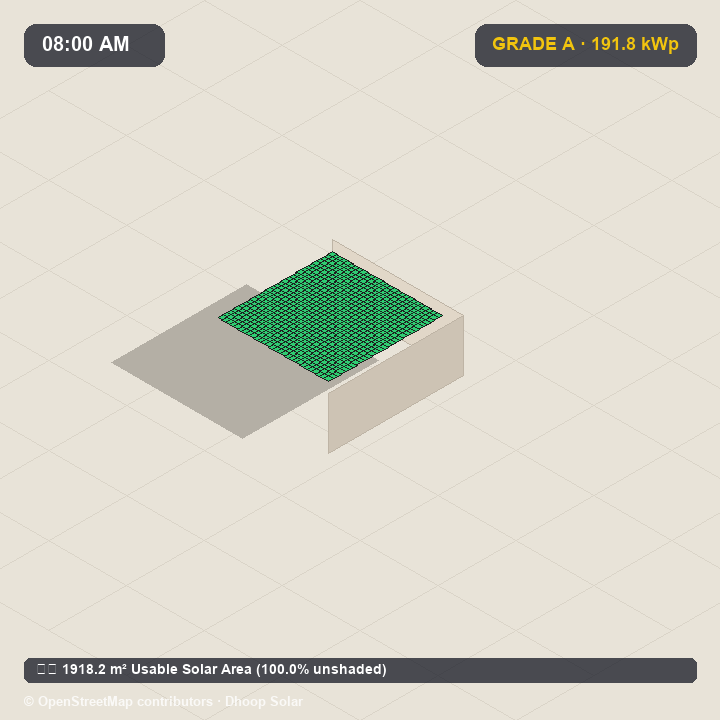 08:00 AM
GRADE A · 191.8 kWp
1918.2 m² Usable Solar Area (100.0% unshaded)
© OpenStreetMap contributors · Dhoop Solar